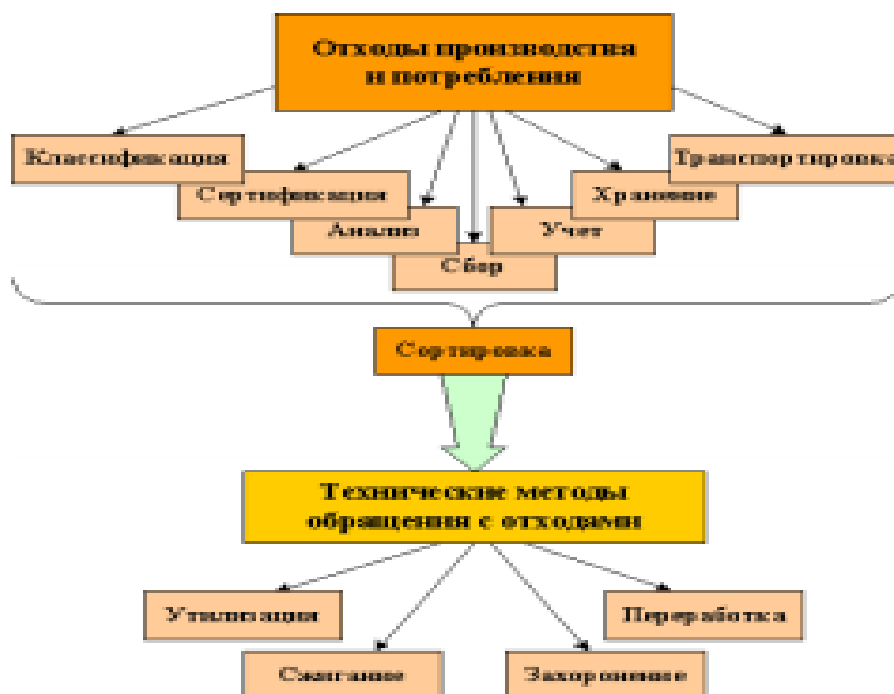 Отходы производства
и потребления
Классификация
Транспортировка
Сертификация
Хранение
Анализ
Учет
Сбор
Сортировка
Технические методы
обращения с отходами
Утилизация
Переработка
Сжигание
Захоронение